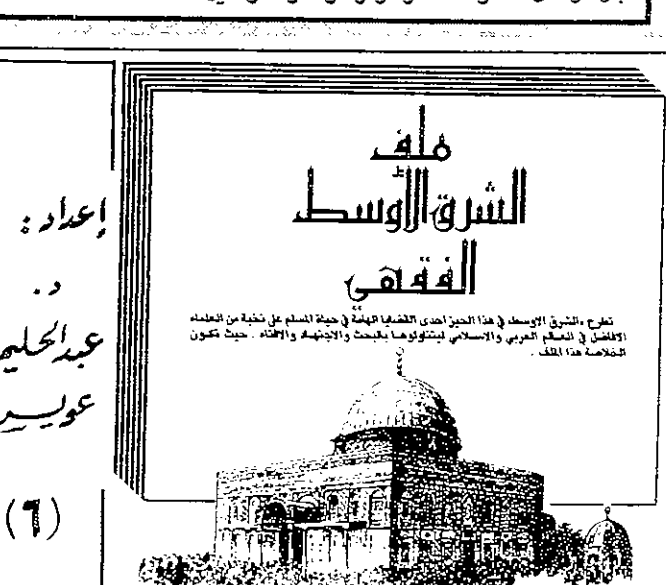 ملف
الشرق الأوسط
الفقهي
تطرح «الشرق الاوسط» في هذا الحيز احدى القضايا الهامة في حياة المسلم على نخبة من العلماء
الافاضل في العالم العربي والاسلامي ليتناولوها بالبحث والاجتهاد والافتاء . حيث تكون
الخلاصة هذا الملف .
إعداد :
د .
عبدالحليم
عويس
(٦)